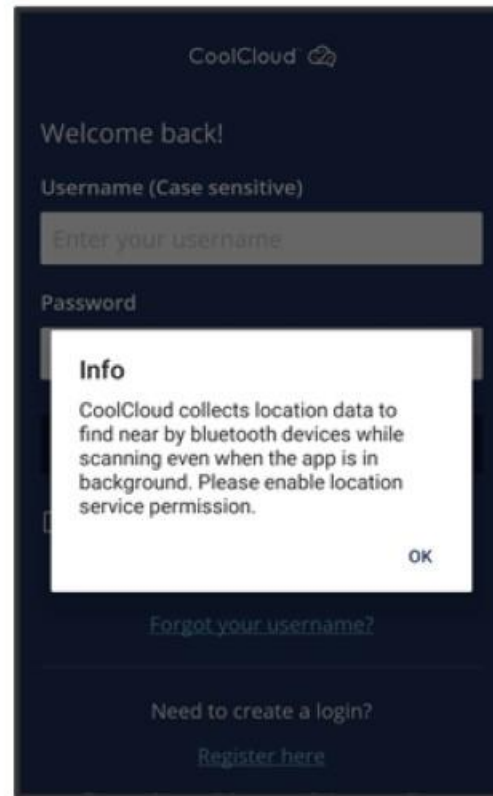 CoolCloud
Welcome back!
Username (Case sensitive)
Enter your username
Password
Info
CoolCloud collects location data to
find near by bluetooth devices while
scanning even when the app is in
background. Please enable location
service permission.
OK
Forgot your username?
Need to create a login?
Register here